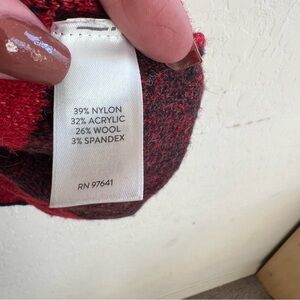 39% NYLON
32% ACRYLIC
26% WOOL
3% SPANDEX
RN 97641